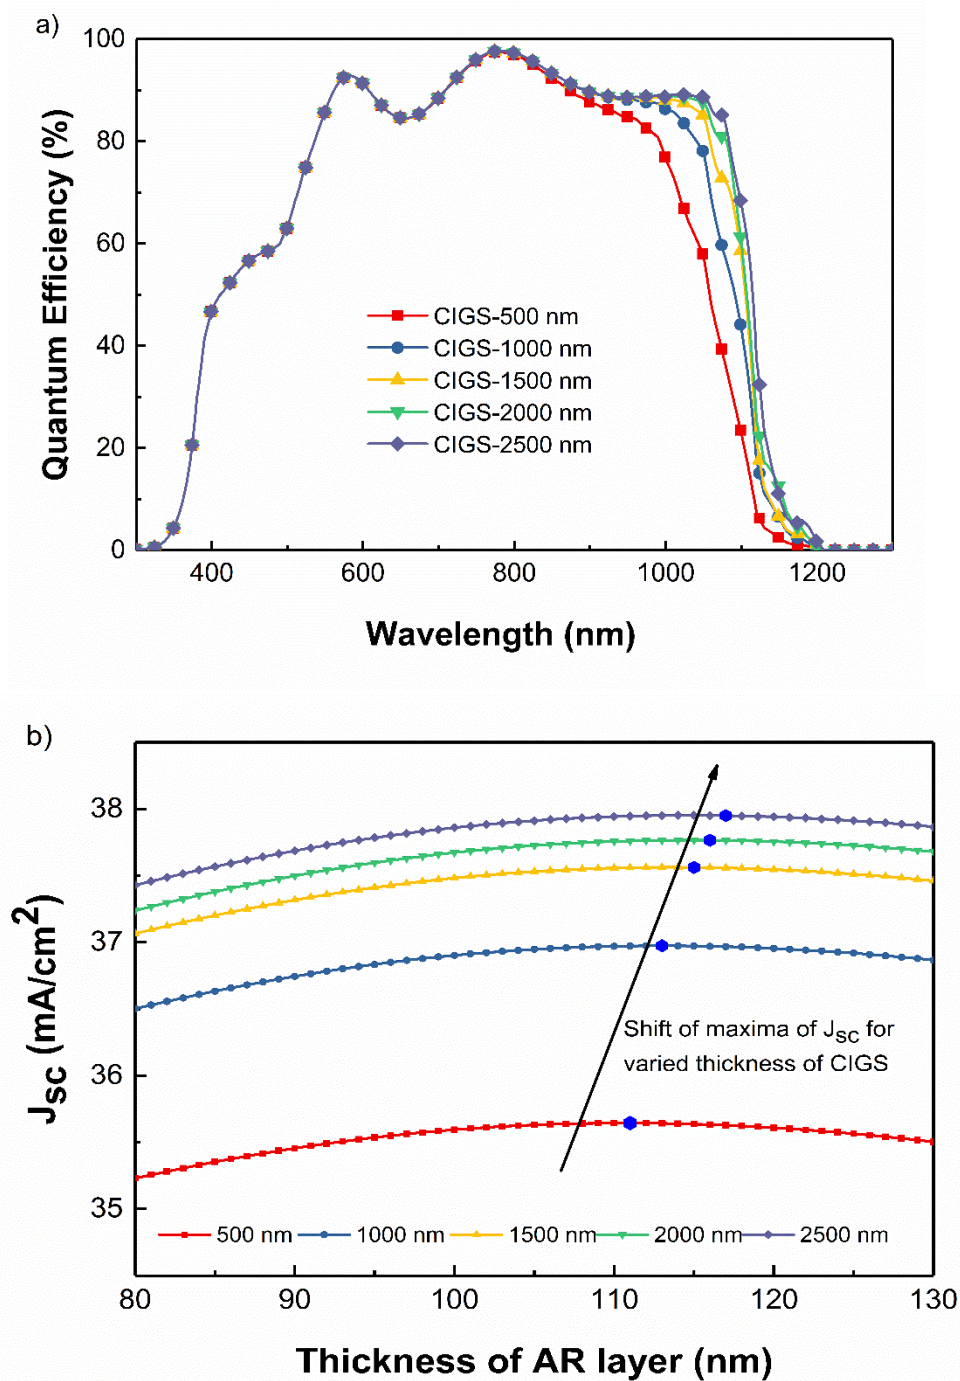 a)
100
80
60
40
20
0
Quantum Efficiency (%)
CIGS-500 nm
CIGS-1000 nm
CIGS-1500 nm
CIGS-2000 nm
CIGS-2500 nm
400 600 800 1000 1200
Wavelength (nm)
b)
38
37
36
35
Jsc (mA/cm²)
Shift of maxima of Jsc for
varied thickness of CIGS
500 nm 1000 nm 1500 nm 2000 nm 2500 nm
80 90 100 110 120 130
Thickness of AR layer (nm)